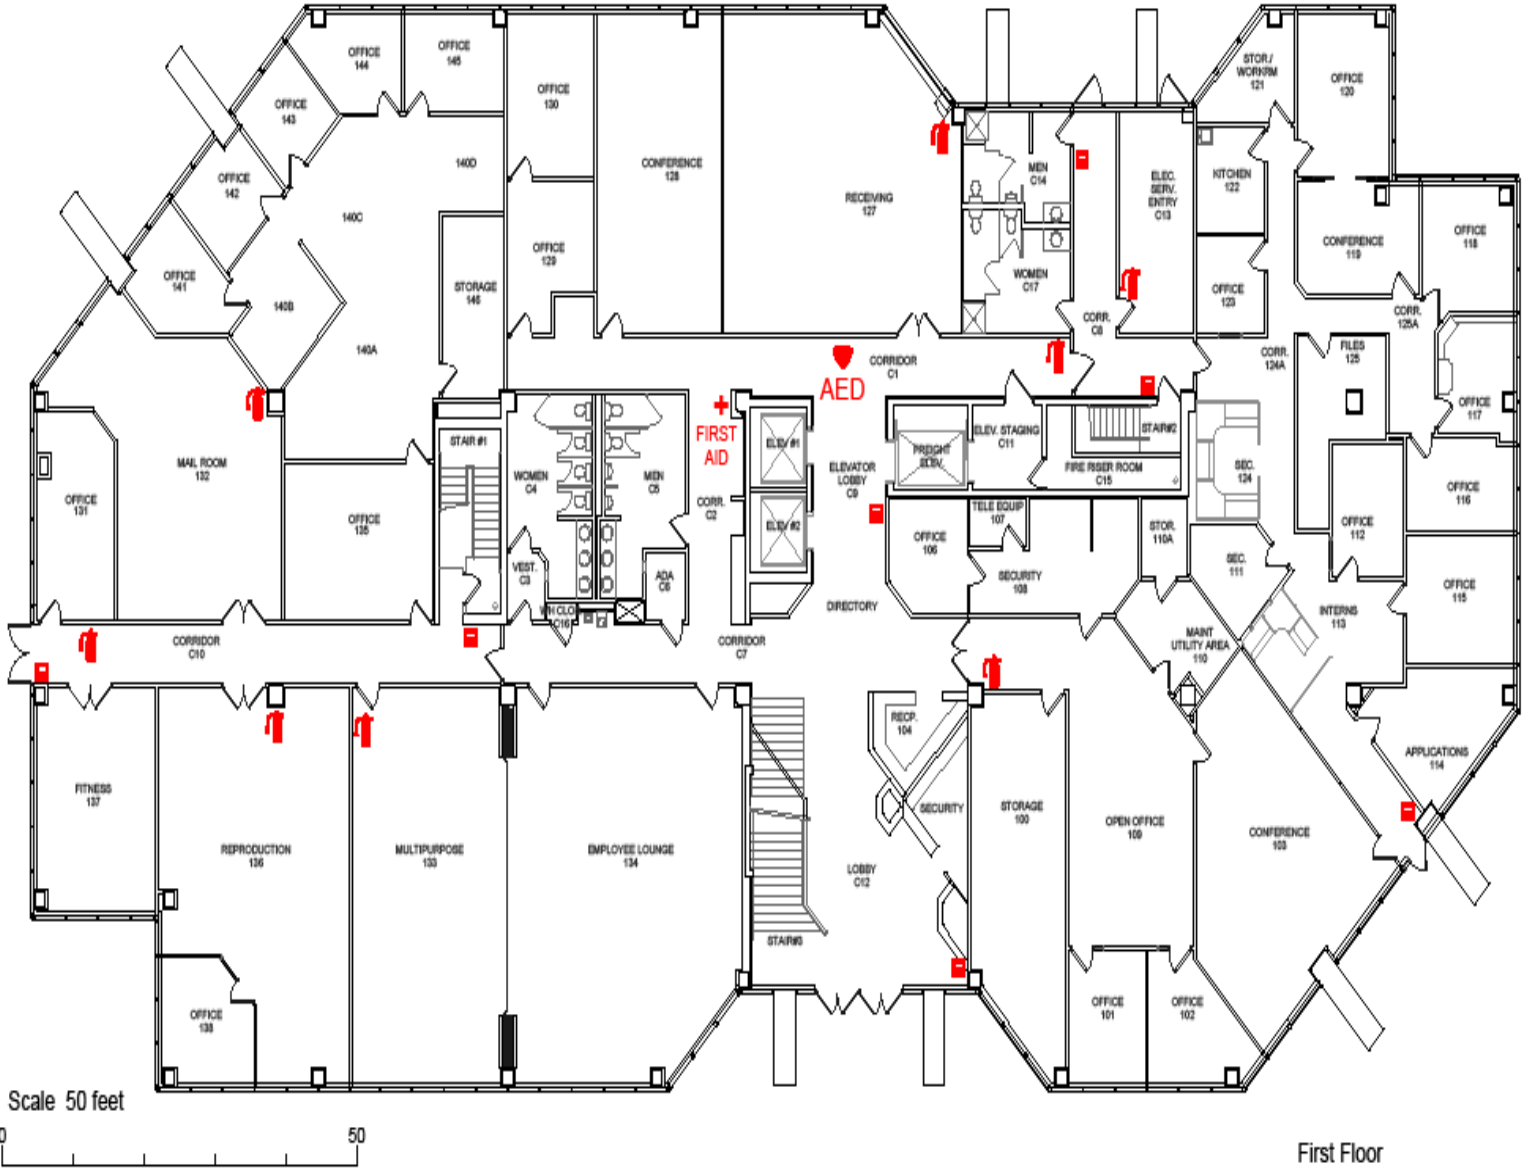 OFFICE
144
OFFICE
145
OFFICE
143
OFFICE
142
OFFICE
141
140D
140C
140B
140A
STORAGE
146
OFFICE
130
OFFICE
129
CONFERENCE
128
RECEIVING
127
MEN
C14
WOMEN
C17
ELEC.
SERV.
ENTRY
C13
CORR.
C8
STOR./
WORKRM
121
OFFICE
120
KITCHEN
122
OFFICE
123
CONFERENCE
119
OFFICE
118
CORR.
125A
CORR.
124A
FILES
125
OFFICE
117
CORRIDOR
C1
AED
FIRST
AID
MAIL ROOM
132
OFFICE
131
OFFICE
135
STAIR #1
WOMEN
C4
MEN
C5
VEST.
C3
WH CLO
C16
ADA
C6
CORR.
C2
ELEV #1
ELEV #2
ELEVATOR
LOBBY
C9
FREIGHT
ELEV.
ELEV. STAGING
C11
STAIR#2
FIRE RISER ROOM
C15
SEC.
124
OFFICE
116
OFFICE
112
OFFICE
106
TELE EQUIP
107
STOR.
110A
SECURITY
108
SEC.
111
OFFICE
115
INTERNS
113
DIRECTORY
MAINT
UTILITY AREA
110
CORRIDOR
C10
CORRIDOR
C7
RECP.
104
SECURITY
APPLICATIONS
114
FITNESS
137
REPRODUCTION
136
MULTIPURPOSE
133
EMPLOYEE LOUNGE
134
LOBBY
C12
STAIR#3
STORAGE
100
OPEN OFFICE
109
CONFERENCE
103
OFFICE
138
OFFICE
101
OFFICE
102
Scale 50 feet
0 50
First Floor